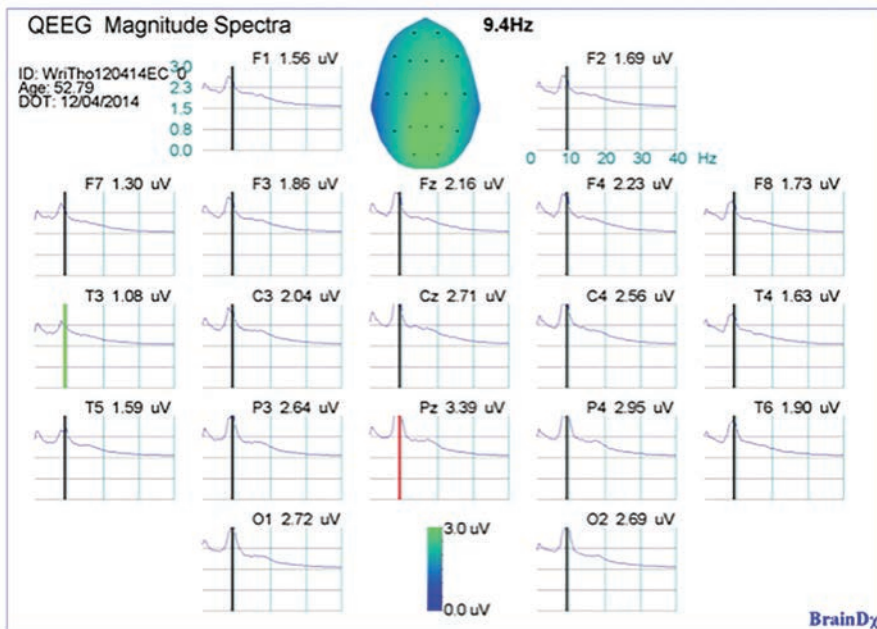 QEEG Magnitude Spectra
9.4Hz
ID: WriTho120414EC_0
Age: 52.79
DOT: 12/04/2014
F1 1.56 uV
F2 1.69 uV
3.0
2.3
1.5
0.8
0.0
0 10 20 30 40 Hz
F7 1.30 uV
F3 1.86 uV
Fz 2.16 uV
F4 2.23 uV
F8 1.73 uV
T3 1.08 uV
C3 2.04 uV
Cz 2.71 uV
C4 2.56 uV
T4 1.63 uV
T5 1.59 uV
P3 2.64 uV
Pz 3.39 uV
P4 2.95 uV
T6 1.90 uV
O1 2.72 uV
3.0 uV
0.0 uV
O2 2.69 uV
BrainDχ